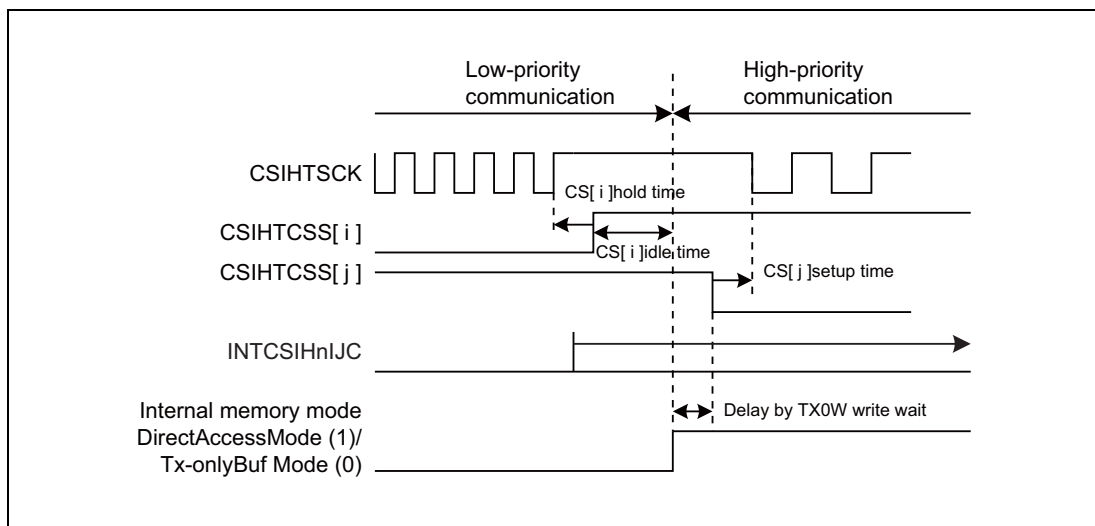 Low-priority
communication
High-priority
communication
CSIHTSCK
CS[ i ]hold time
CSIHTCSS[ i ]
CS[ i ]idle time
CSIHTCSS[ j ]
CS[ j ]setup time
INTCSIHnIJC
Internal memory mode
DirectAccessMode (1)/
Tx-onlyBuf Mode (0)
Delay by TX0W write wait